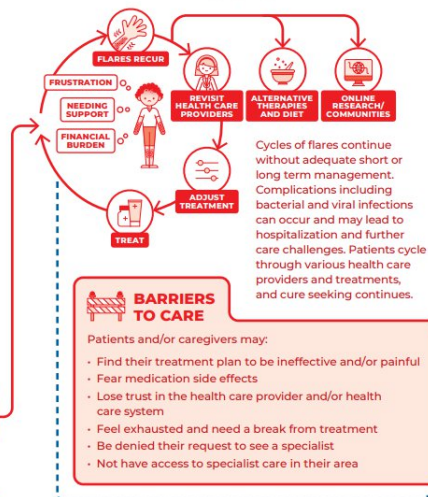 FLARES RECUR
FRUSTRATION
NEEDING
SUPPORT
FINANCIAL
BURDEN
REVISIT
HEALTH CARE
PROVIDERS
ALTERNATIVE
THERAPIES
AND DIET
ONLINE
RESEARCH/
COMMUNITIES
ADJUST
TREATMENT
TREAT
Cycles of flares continue
without adequate short or
long term management.
Complications including
bacterial and viral infections
can occur and may lead to
hospitalization and further
care challenges. Patients cycle
through various health care
providers and treatments,
and cure seeking continues.
BARRIERS
TO CARE
Patients and/or caregivers may:
• Find their treatment plan to be ineffective and/or painful
• Fear medication side effects
• Lose trust in the health care provider and/or health
care system
• Feel exhausted and need a break from treatment
• Be denied their request to see a specialist
• Not have access to specialist care in their area